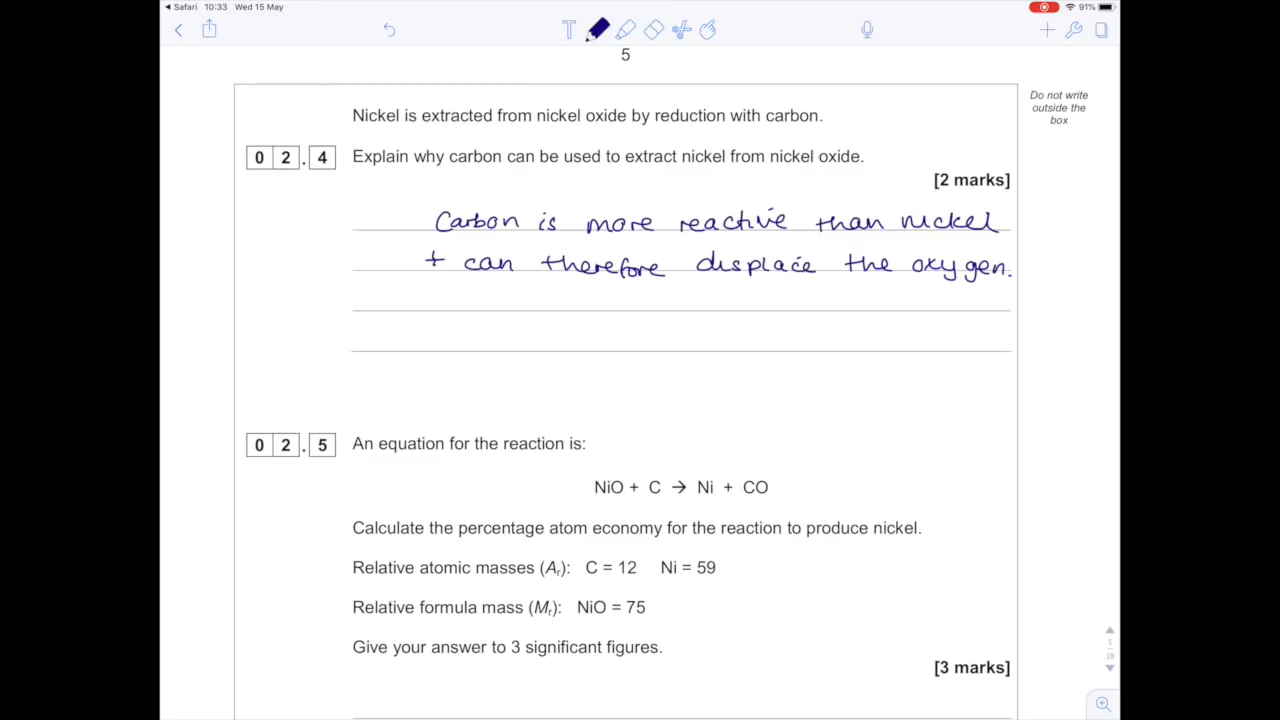 Safari 10:33 Wed 15 May 91%
T
5
Do not write
outside the
box
Nickel is extracted from nickel oxide by reduction with carbon.
0 2 . 4 Explain why carbon can be used to extract nickel from nickel oxide.
[2 marks]
Carbon is more reactive than nickel
+ can therefore displace the oxygen.
0 2 . 5 An equation for the reaction is:
NiO + C → Ni + CO
Calculate the percentage atom economy for the reaction to produce nickel.
Relative atomic masses (Ar): C = 12 Ni = 59
Relative formula mass (Mr): NiO = 75
Give your answer to 3 significant figures.
[3 marks]
5
28